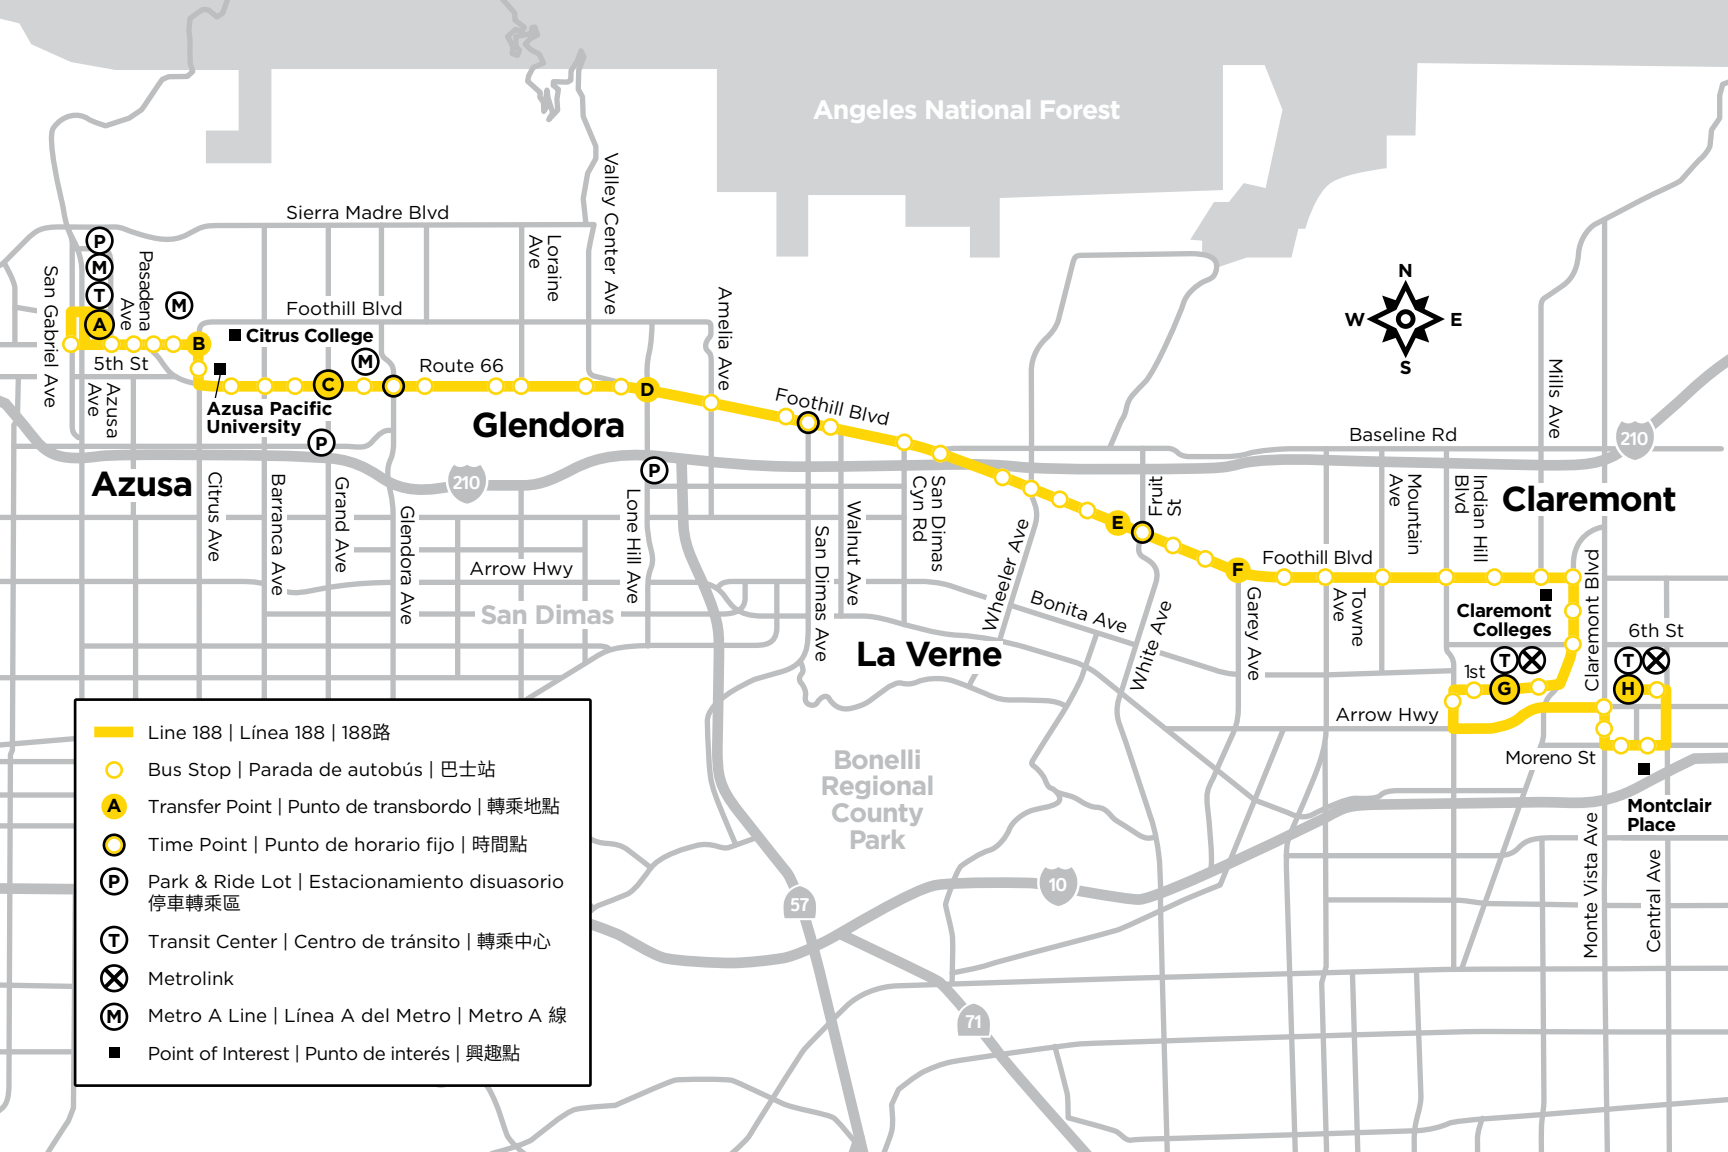 Angeles National Forest
Sierra Madre Blvd
Valley Center Ave
Loraine
Ave
P
M
T
A
Pasadena
Ave
M
San Gabriel Ave
Foothill Blvd
Citrus College
B
5th St
Azusa
Ave
M
C
Route 66
Azusa Pacific
University
P
D
Amelia Ave
Foothill Blvd
N
W
E
S
Mills Ave
Baseline Rd
210
Glendora
Azusa
210
P
Citrus Ave
Barranca Ave
Grand Ave
Glendora Ave
Lone Hill Ave
Arrow Hwy
San Dimas
San Dimas Ave
Walnut Ave
San Dimas
Cyn Rd
Wheeler Ave
E
Fruit
St
F
Foothill Blvd
Mountain
Ave
Indian Hill
Blvd
Claremont
Bonita Ave
White Ave
Garey Ave
Towne
Ave
Claremont
Colleges
Claremont Blvd
6th St
T
T
1st
G
H
La Verne
Arrow Hwy
Moreno St
Montclair
Place
Monte Vista Ave
Central Ave
Bonelli
Regional
County
Park
10
57
71
Line 188 | Línea 188 | 188路
Bus Stop | Parada de autobús | 巴士站
A Transfer Point | Punto de transbordo | 轉乘地點
Time Point | Punto de horario fijo | 時間點
P Park & Ride Lot | Estacionamiento disuasorio
停車轉乘區
T Transit Center | Centro de tránsito | 轉乘中心
Metrolink
M Metro A Line | Línea A del Metro | Metro A 線
Point of Interest | Punto de interés | 興趣點